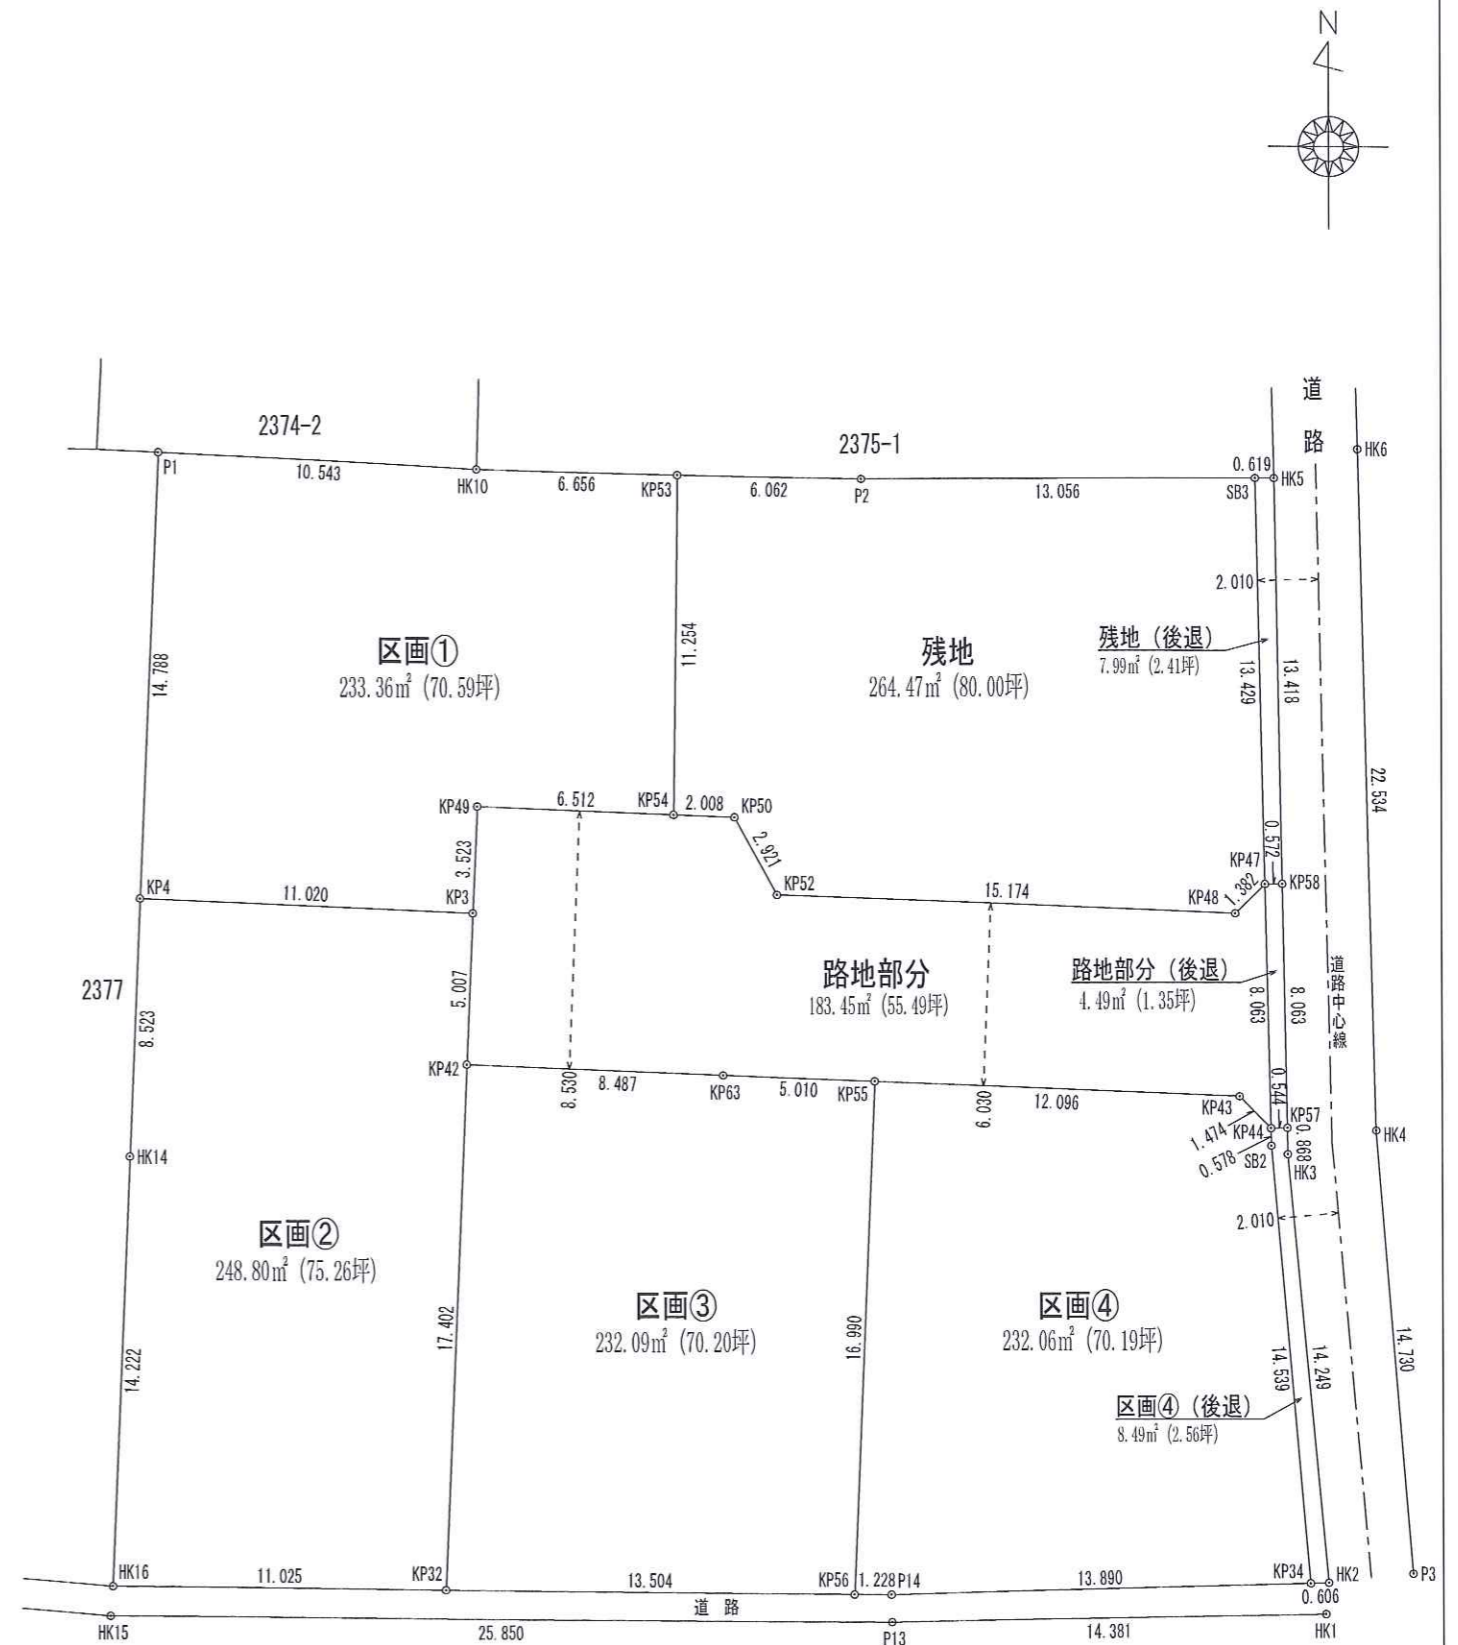 N
道
路
2374-2
2375-1
HK6
P1
10.543
HK10
6.656
KP53
6.062
P2
13.056
0.619
SB3
HK5
2.010
14.788
区画①
233.36㎡ (70.59坪)
11.254
残地
264.47㎡ (80.00坪)
残地 (後退)
7.99㎡ (2.41坪)
13.429
13.418
22.534
KP49
6.512
KP54
2.008
KP50
2.921
3.523
KP4
11.020
KP3
KP52
15.174
KP48
1.382
KP47
0.572
KP58
2377
8.523
5.007
路地部分
183.45㎡ (55.49坪)
路地部分 (後退)
4.49㎡ (1.35坪)
8.063
8.063
道路中心線
KP42
8.530
8.487
KP63
5.010
KP55
6.030
12.096
KP43
1.474
KP44
0.544
KP57
0.578
SB2
0.868
HK3
HK4
HK14
2.010
区画②
248.80㎡ (75.26坪)
14.222
17.402
区画③
232.09㎡ (70.20坪)
16.990
区画④
232.06㎡ (70.19坪)
14.539
14.249
14.730
区画④ (後退)
8.49㎡ (2.56坪)
HK16
11.025
KP32
13.504
KP56
1.228
P14
13.890
KP34
HK2
0.606
P3
道 路
HK15
25.850
P13
14.381
HK1